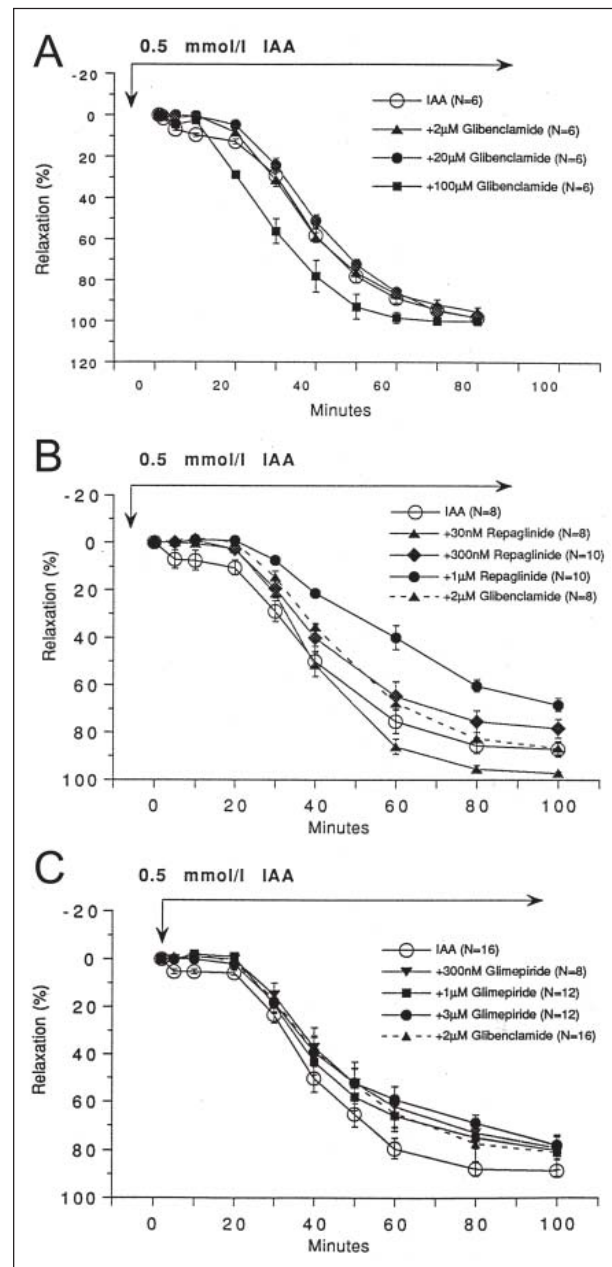 A
0.5 mmol/l IAA
-20
0
20
40
60
80
100
120
Relaxation (%)
IAA (N=6)
+2µM Glibenclamide (N=6)
+20µM Glibenclamide (N=6)
+100µM Glibenclamide (N=6)
0 20 40 60 80 100
Minutes
B
0.5 mmol/l IAA
-20
0
20
40
60
80
100
Relaxation (%)
IAA (N=8)
+30nM Repaglinide (N=8)
+300nM Repaglinide (N=10)
+1µM Repaglinide (N=10)
+2µM Glibenclamide (N=8)
0 20 40 60 80 100
Minutes
C
0.5 mmol/l IAA
-20
0
20
40
60
80
100
Relaxation (%)
IAA (N=16)
+300nM Glimepiride (N=8)
+1µM Glimepiride (N=12)
+3µM Glimepiride (N=12)
+2µM Glibenclamide (N=16)
0 20 40 60 80 100
Minutes